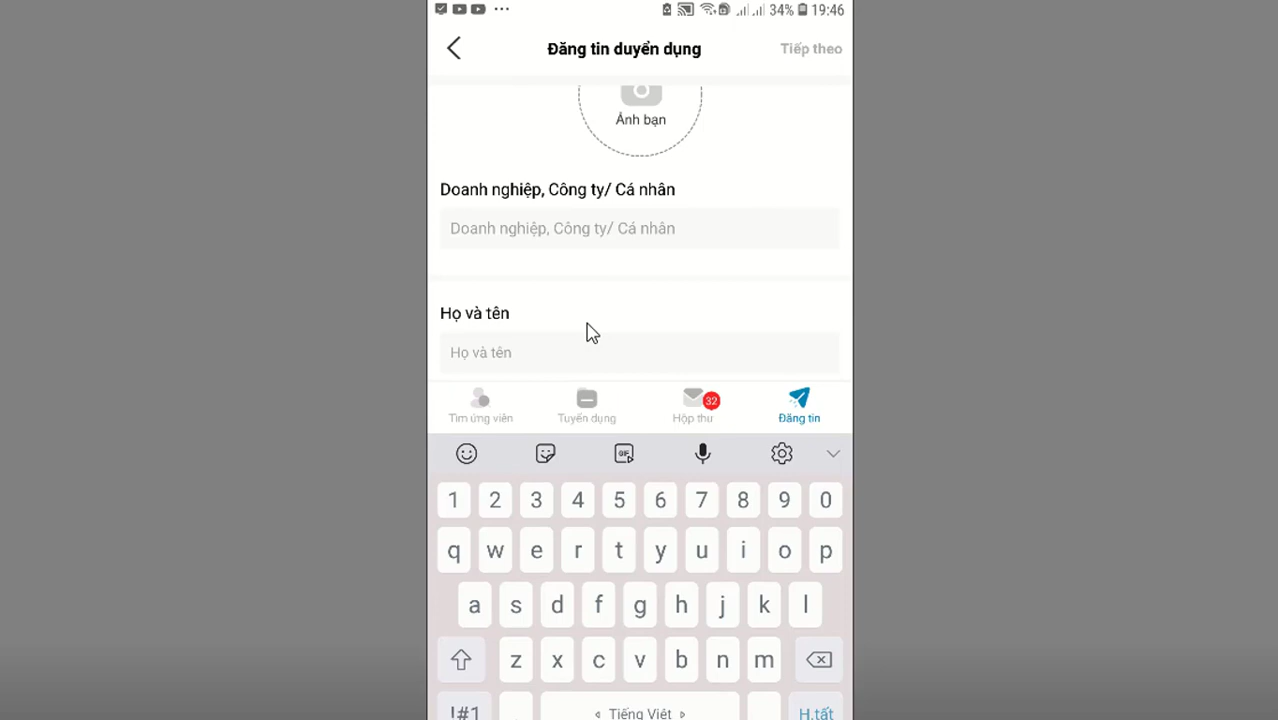 34% 19:46
Đăng tin duyển dụng
Tiếp theo
Ảnh bạn
Doanh nghiệp, Công ty/ Cá nhân
Doanh nghiệp, Công ty/ Cá nhân
Họ và tên
Họ và tên
32
Tìm ứng viên
Tuyển dụng
Hộp thư
Đăng tin
GIF
1 2 3 4 5 6 7 8 9 0
q w e r t y u i o p
a s d f g h j k l
z x c v b n m
!#1
Tiếng Việt
H.tất